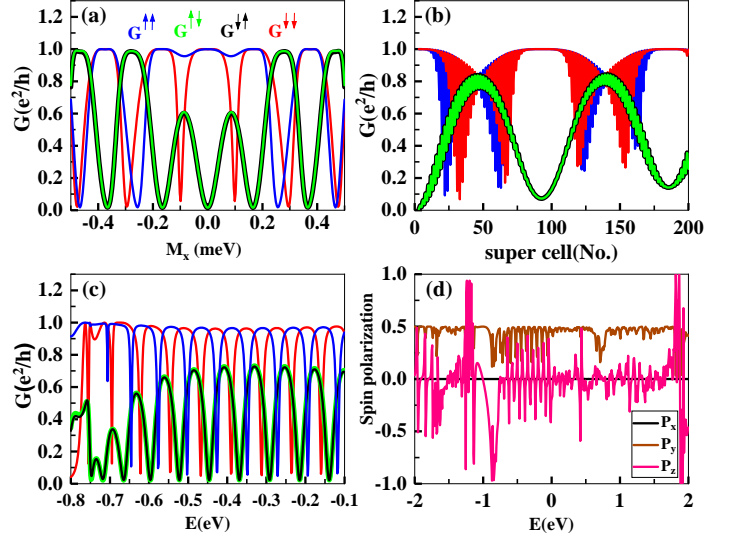 (a)
G↑↑ G↑↓ G↓↑ G↓↓
G(e²/h)
1.2
1.0
0.8
0.6
0.4
0.2
0.0
-0.4 -0.2 0.0 0.2 0.4
Mₓ (meV)
(b)
G(e²/h)
1.2
1.0
0.8
0.6
0.4
0.2
0.0
0 50 100 150 200
super cell(No.)
(c)
G(e²/h)
1.2
1.0
0.8
0.6
0.4
0.2
0.0
-0.8 -0.7 -0.6 -0.5 -0.4 -0.3 -0.2 -0.1
E(eV)
(d)
Spin polarization
1.0
0.5
0.0
-0.5
-1.0
Pₓ
Pᵧ
P_z
-2 -1 0 1 2
E(eV)